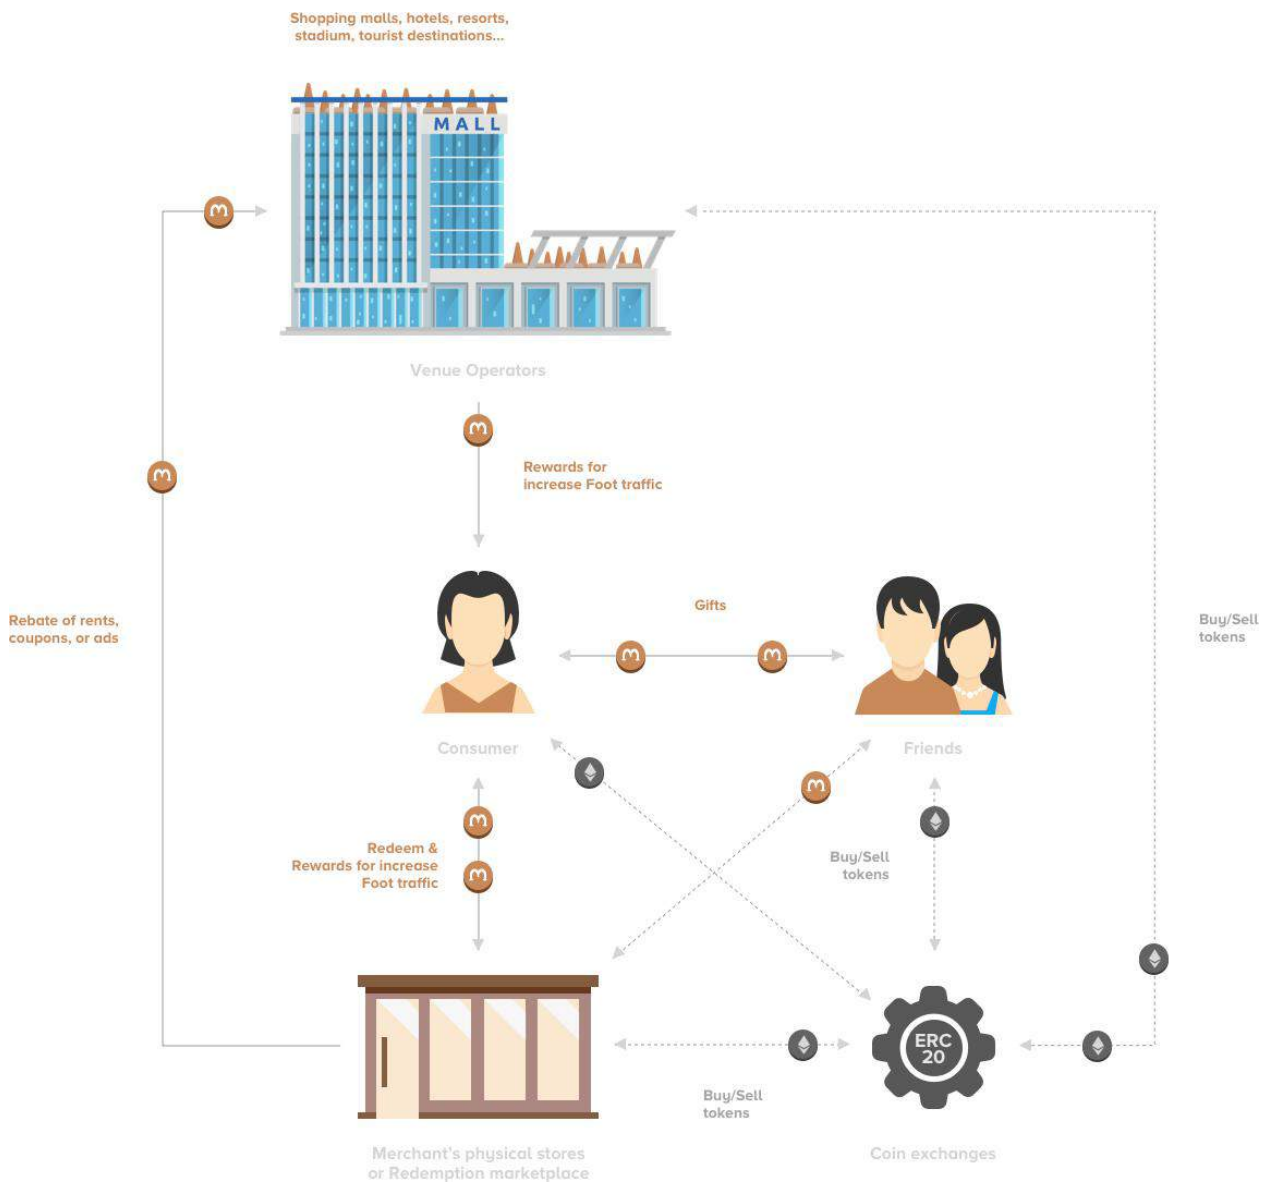 Shopping malls, hotels, resorts,
stadium, tourist destinations...
MALL
Venue Operators
Rewards for
increase Foot traffic
Rebate of rents,
coupons, or ads
Gifts
Buy/Sell
tokens
Consumer
Friends
Redeem &
Rewards for increase
Foot traffic
Buy/Sell
tokens
ERC
20
Buy/Sell
tokens
Merchant's physical stores
or Redemption marketplace
Coin exchanges